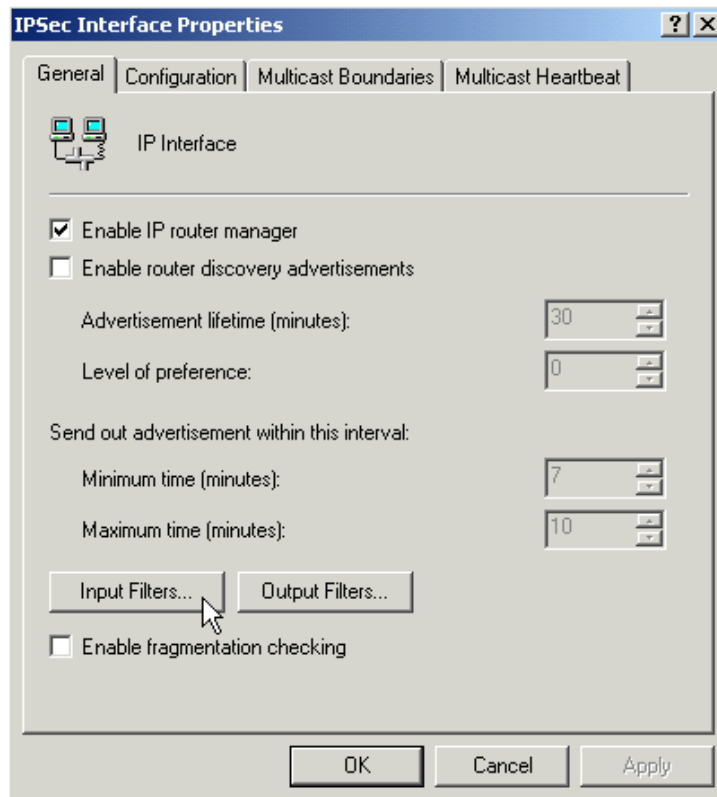 IPSec Interface Properties
General Configuration Multicast Boundaries Multicast Heartbeat
IP Interface
Enable IP router manager
Enable router discovery advertisements
Advertisement lifetime (minutes): 30
Level of preference: 0
Send out advertisement within this interval:
Minimum time (minutes): 7
Maximum time (minutes): 10
Input Filters... Output Filters...
Enable fragmentation checking
OK Cancel Apply